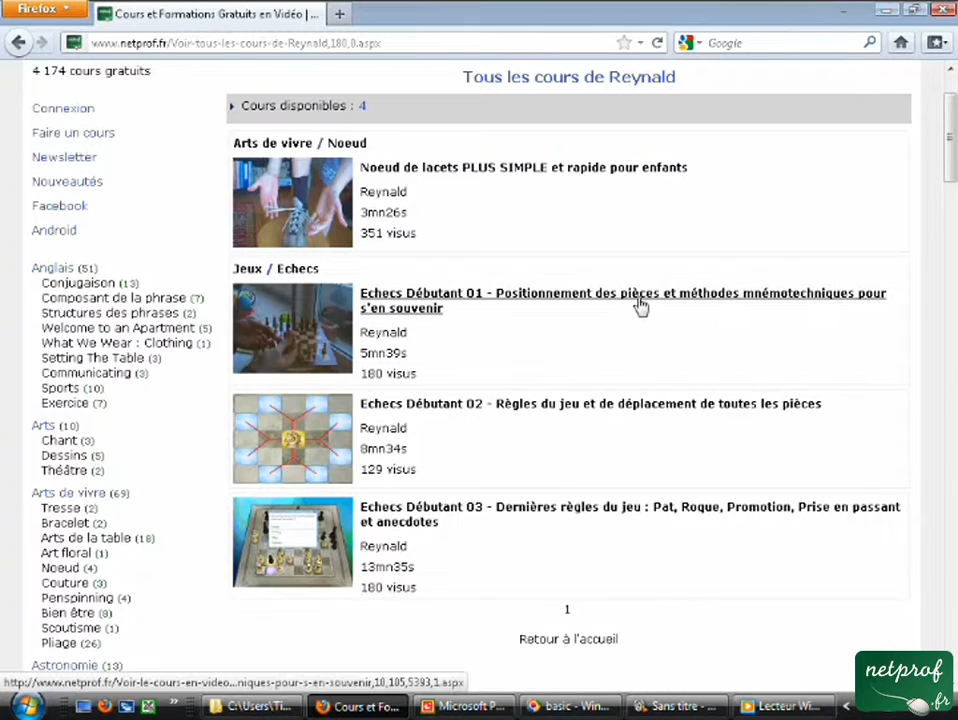 Firefox
Cours et Formations Gratuits en Vidéo | ...
www.netprof.fr/Voir-tous-les-cours-de-Reynald,180,0.aspx
Google
4 174 cours gratuits
Connexion
Faire un cours
Newsletter
Nouveautés
Facebook
Android
Anglais (51)
Conjugaison (13)
Composant de la phrase (7)
Structures des phrases (2)
Welcome to an Apartment (5)
What We Wear : Clothing (1)
Setting The Table (3)
Communicating (3)
Sports (10)
Exercice (7)
Arts (10)
Chant (3)
Dessins (5)
Théâtre (2)
Arts de vivre (69)
Tresse (2)
Bracelet (2)
Arts de la table (18)
Art floral (1)
Noeud (4)
Couture (3)
Penspinning (4)
Bien être (8)
Scoutisme (1)
Pliage (26)
Astronomie (13)
Tous les cours de Reynald
Cours disponibles : 4
Arts de vivre / Noeud
Noeud de lacets PLUS SIMPLE et rapide pour enfants
Reynald
3mn26s
351 visus
Jeux / Echecs
Echecs Débutant 01 - Positionnement des pièces et méthodes mnémotechniques pour
s'en souvenir
Reynald
5mn39s
180 visus
Echecs Débutant 02 - Règles du jeu et de déplacement de toutes les pièces
Reynald
8mn34s
129 visus
Echecs Débutant 03 - Dernières règles du jeu : Pat, Roque, Promotion, Prise en passant
et anecdotes
Reynald
13mn35s
180 visus
1
Retour à l'accueil
http://www.netprof.fr/Voir-le-cours-en-video...niques-pour-s-en-souvenir,10,105,5393,1.aspx
C:\Users\Ti...
Cours et Fo...
Microsoft P...
basic - Win...
Sans titre - ...
Lecteur Wi...
netprof
.fr